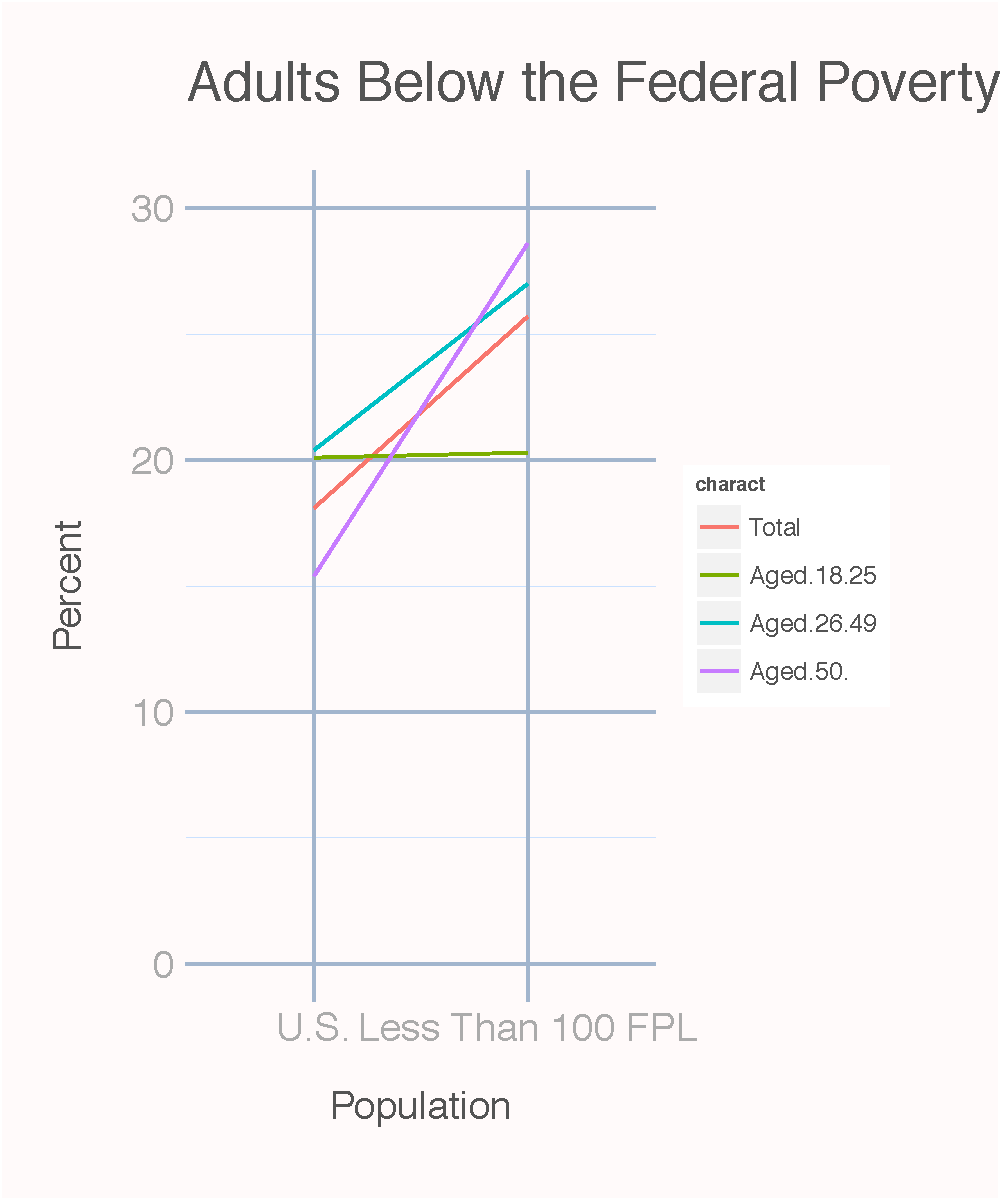 Adults Below the Federal Poverty
30
20
10
0
Percent
U.S. Less Than 100 FPL
Population
charact
Total
Aged.18.25
Aged.26.49
Aged.50.